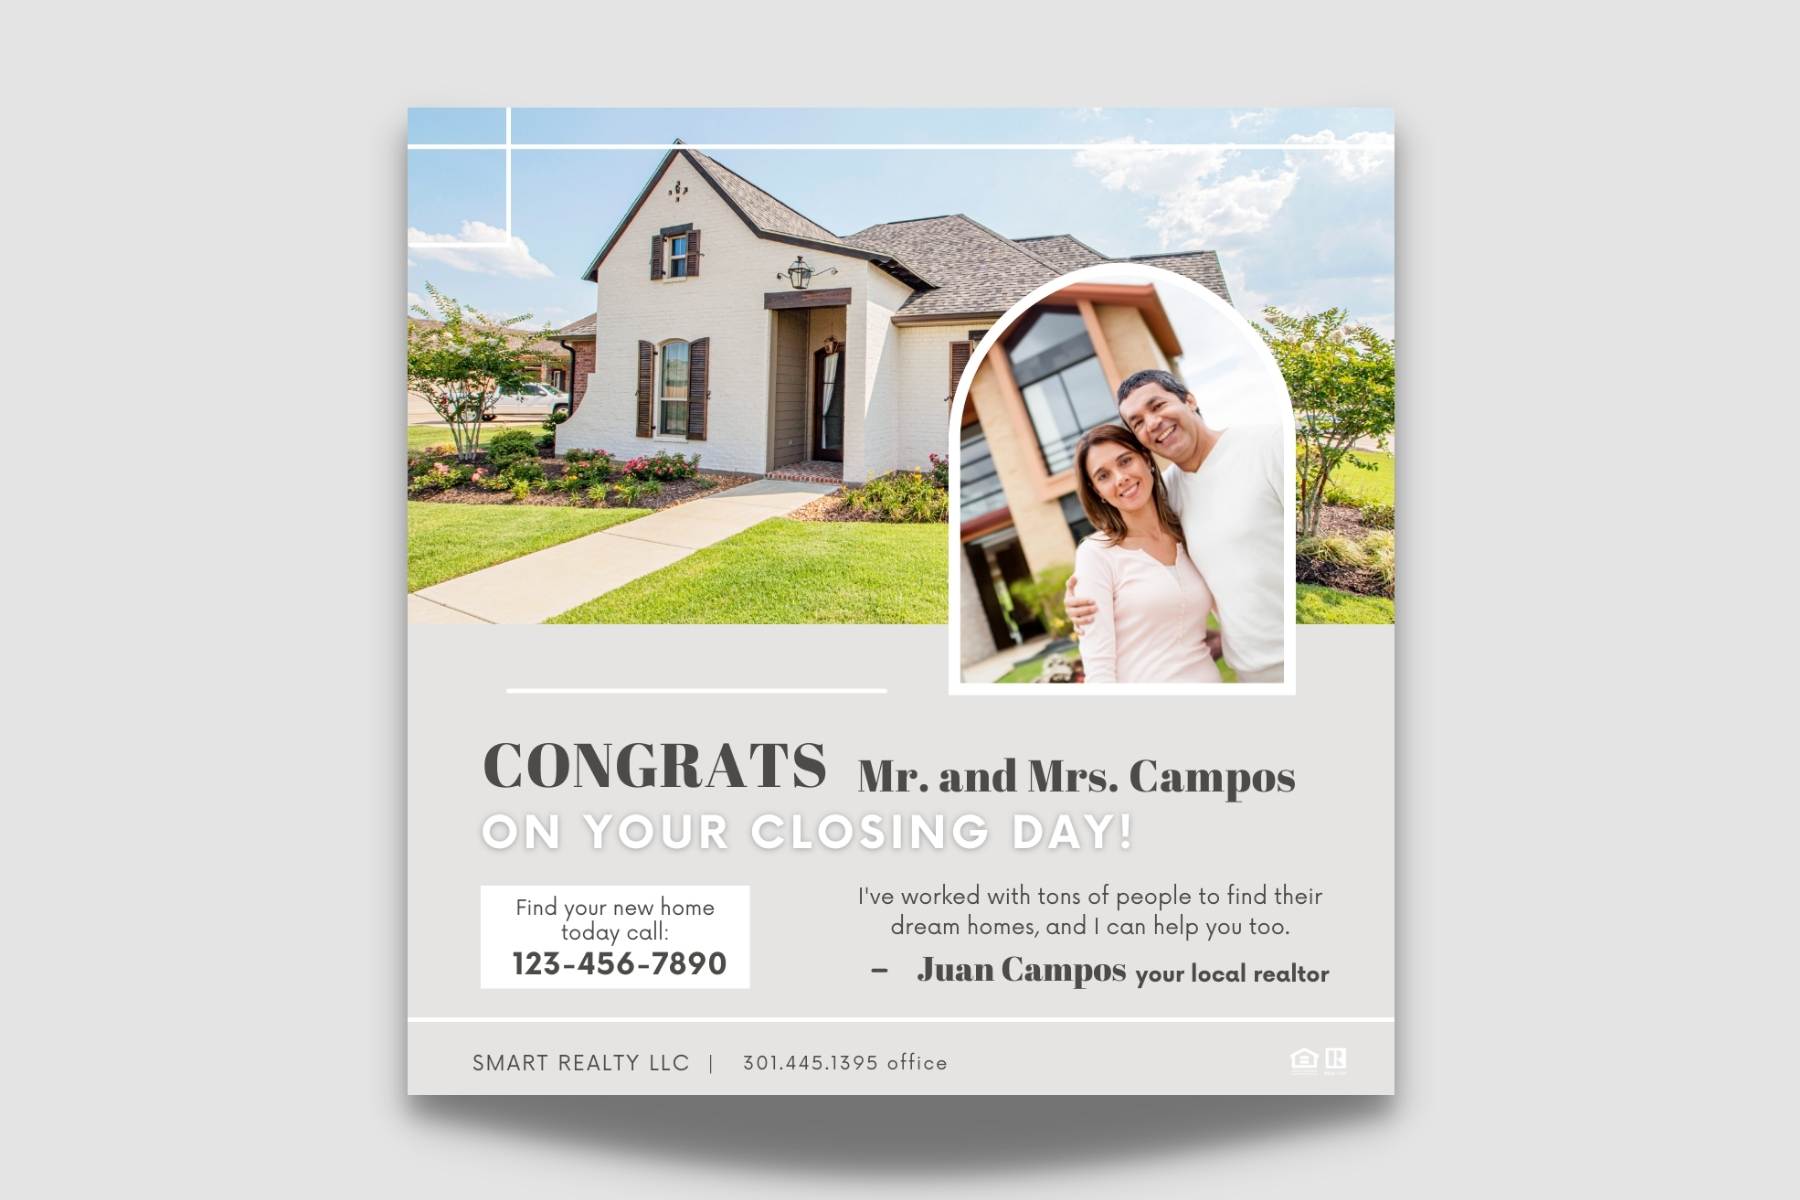 CONGRATS Mr. and Mrs. Campos
ON YOUR CLOSING DAY!
Find your new home
today call:
123-456-7890
I've worked with tons of people to find their
dream homes, and I can help you too.
– Juan Campos your local realtor
SMART REALTY LLC | 301.445.1395 office